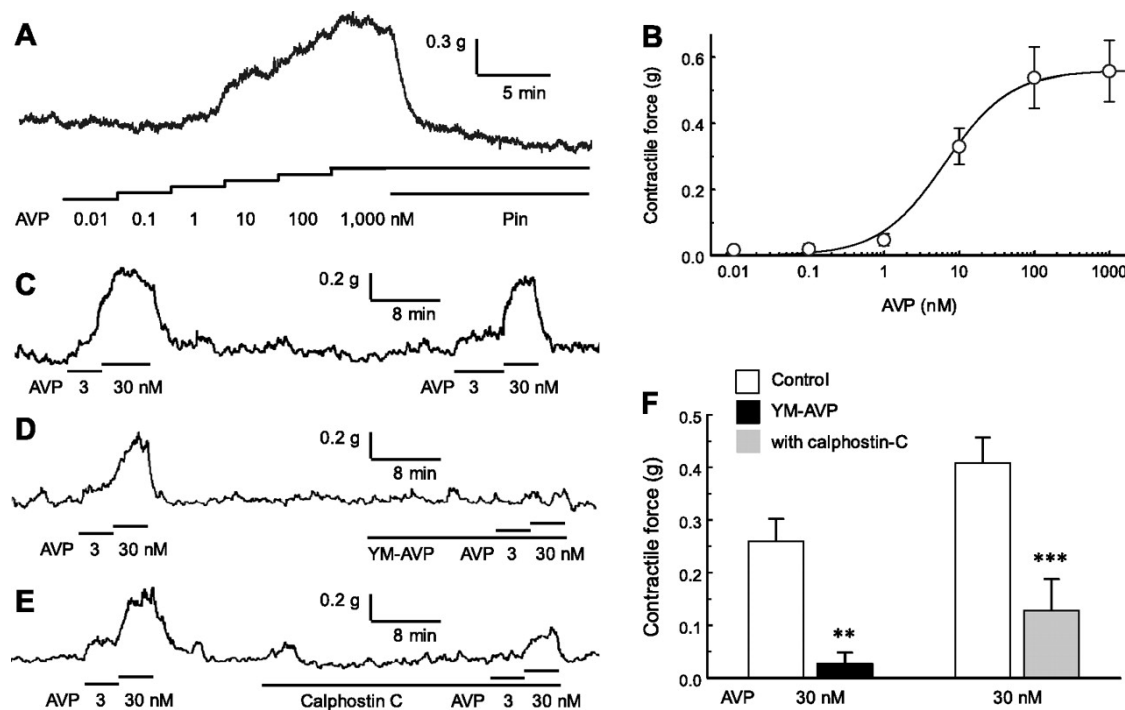 A
0.3 g
5 min
AVP 0.01 0.1 1 10 100 1,000 nM Pin
B
Contractile force (g)
0.6
0.4
0.2
0.0
0.01 0.1 1 10 100 1000
AVP (nM)
C
0.2 g
8 min
AVP 3 30 nM AVP 3 30 nM
D
0.2 g
8 min
AVP 3 30 nM YM-AVP AVP 3 30 nM
E
0.2 g
8 min
AVP 3 30 nM Calphostin C AVP 3 30 nM
F
Control
YM-AVP
with calphostin-C
Contractile force (g)
0.5
0.4
0.3
0.2
0.1
0.0
**
***
AVP 30 nM 30 nM